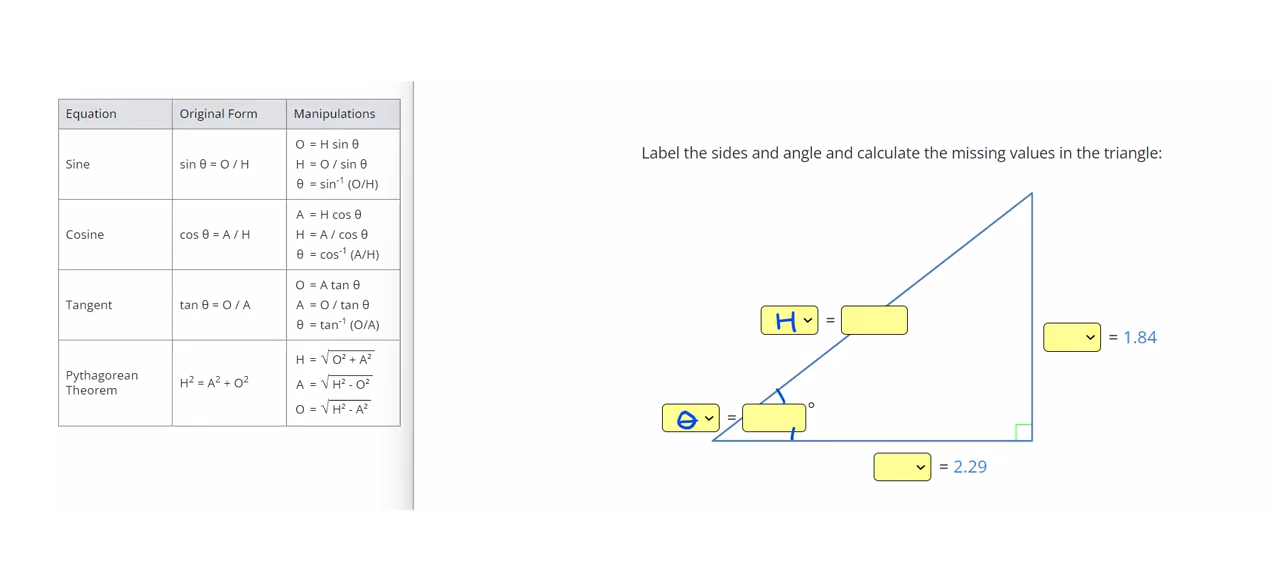 Equation Original Form Manipulations
Sine
sin θ = O / H
O = H sin θ
H = O / sin θ
θ = sin⁻¹ (O/H)
Cosine
cos θ = A / H
A = H cos θ
H = A / cos θ
θ = cos⁻¹ (A/H)
Tangent
tan θ = O / A
O = A tan θ
A = O / tan θ
θ = tan⁻¹ (O/A)
Pythagorean
Theorem
H² = A² + O²
H = √O² + A²
A = √H² - O²
O = √H² - A²
Label the sides and angle and calculate the missing values in the triangle:
H =
= 1.84
θ = °
= 2.29